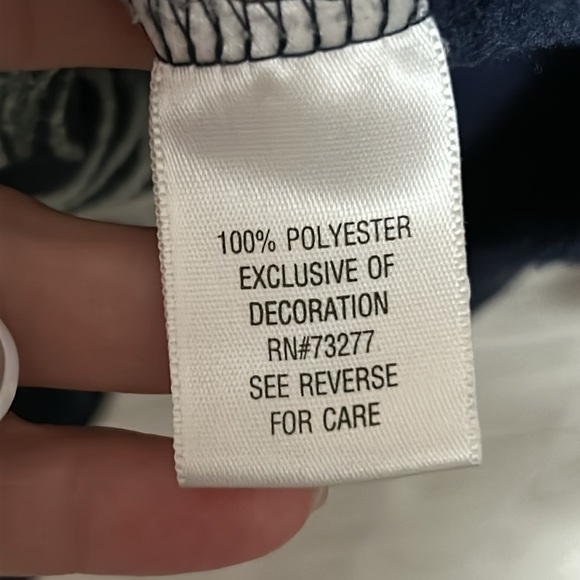 100% POLYESTER
EXCLUSIVE OF
DECORATION
RN#73277
SEE REVERSE
FOR CARE